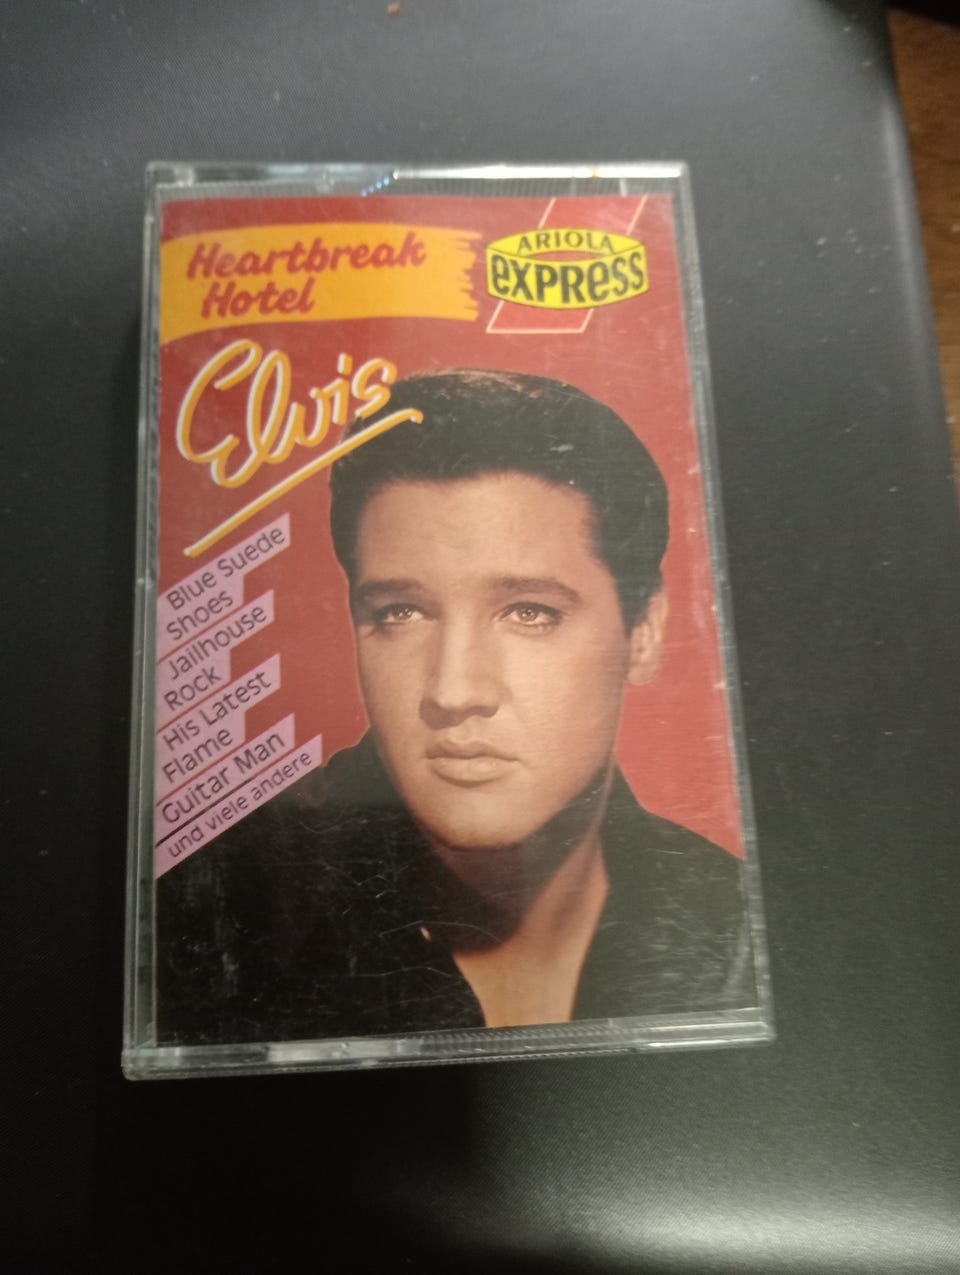 Heartbreak
Hotel
ARIOLA
eXPRess
Elvis
Blue Suede
Shoes
Jailhouse
Rock
His Latest
Flame
Guitar Man
und viele andere